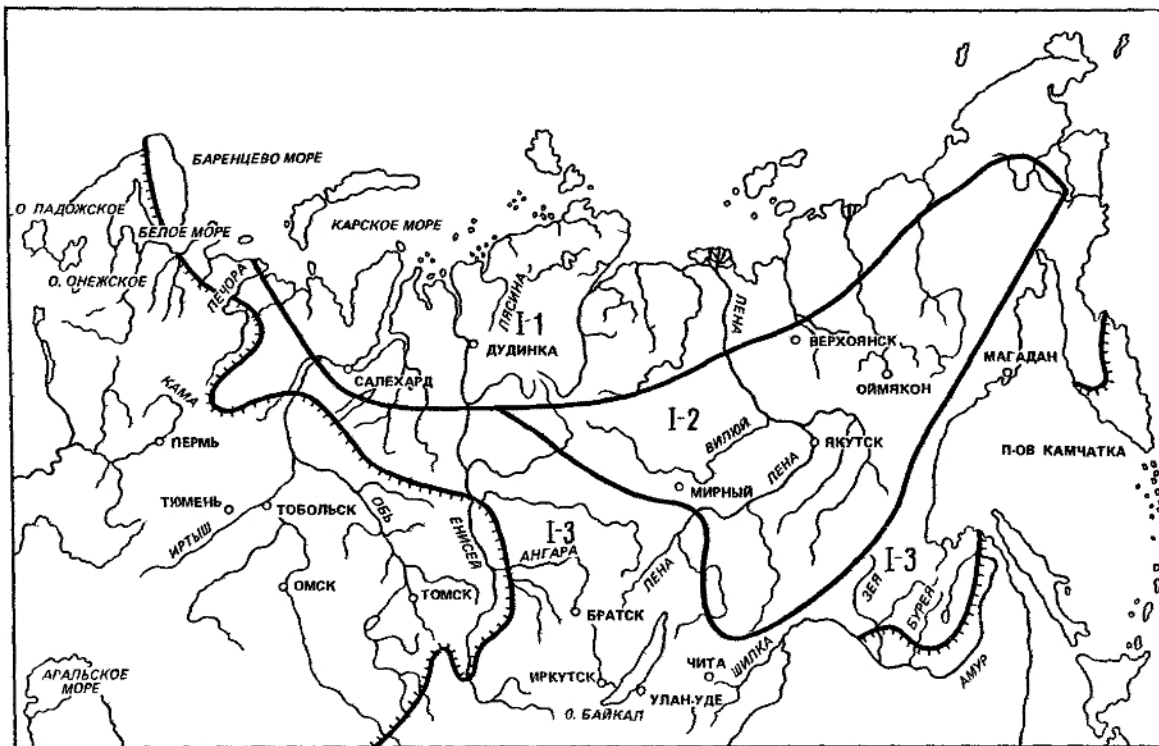 БАРЕНЦЕВО МОРЕ
О ЛАДОЖСКОЕ
БЕЛОЕ МОРЕ
КАРСКОЕ МОРЕ
О. ОНЕЖСКОЕ
ПЕЧОРА
ПЯСИНА
I-1
ДУДИНКА
ЛЕНА
ВЕРХОЯНСК
САЛЕХАРД
ОЙМЯКОН
МАГАДАН
КАМА
I-2
ПЕРМЬ
ВИЛЮЙ
ЯКУТСК
П-ОВ КАМЧАТКА
ЛЕНА
МИРНЫЙ
ТЮМЕНЬ
ТОБОЛЬСК
ОБЬ
ИРТЫШ
ЕНИСЕЙ
I-3
АНГАРА
ЛЕНА
I-3
ЗЕЯ
БУРЕЯ
ОМСК
ТОМСК
БРАТСК
АМУР
ЧИТА
ШИЛКА
ИРКУТСК
УЛАН-УДЕ
О. БАЙКАЛ
АРАЛЬСКОЕ
МОРЕ